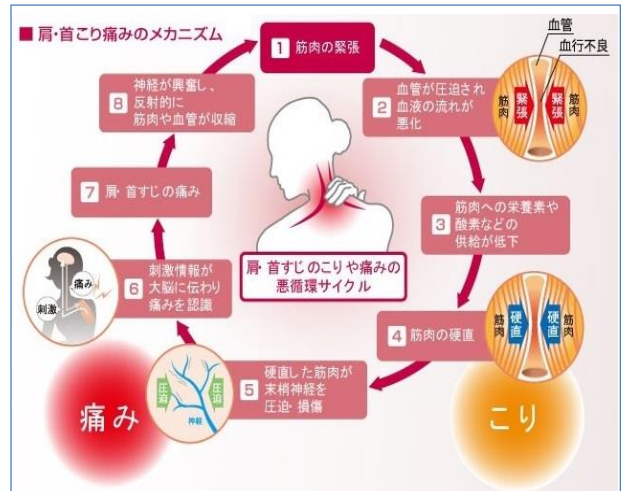 ■ 肩・首こり痛みのメカニズム
1 筋肉の緊張
血管
血行不良
筋肉
緊張
緊張
筋肉
2 血管が圧迫され
血液の流れが
悪化
3 筋肉への栄養素や
酸素などの
供給が低下
4 筋肉の硬直
筋肉
硬直
硬直
筋肉
こり
5 硬直した筋肉が
末梢神経を
圧迫・損傷
圧迫
圧迫
神経
痛み
6 刺激情報が
大脳に伝わり
痛みを認識
痛み
刺激
7 肩・首すじの痛み
8 神経が興奮し、
反射的に
筋肉や血管が収縮
肩・首すじのこりや痛みの
悪循環サイクル